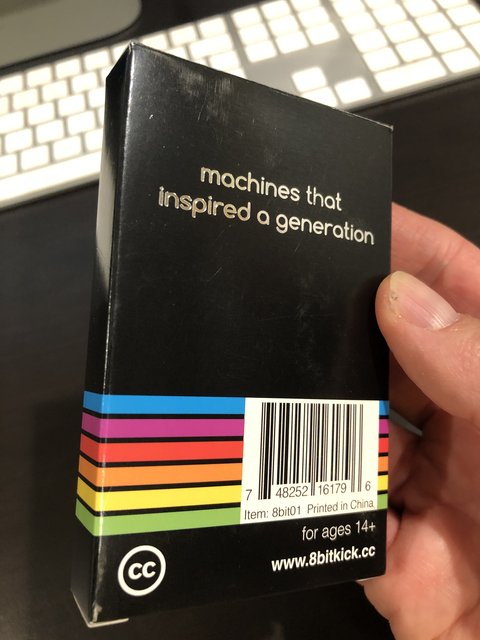 machines that
inspired a generation
7 48252 16179 6
Item: 8bit01 Printed in China
for ages 14+
cc
www.8bitkick.cc